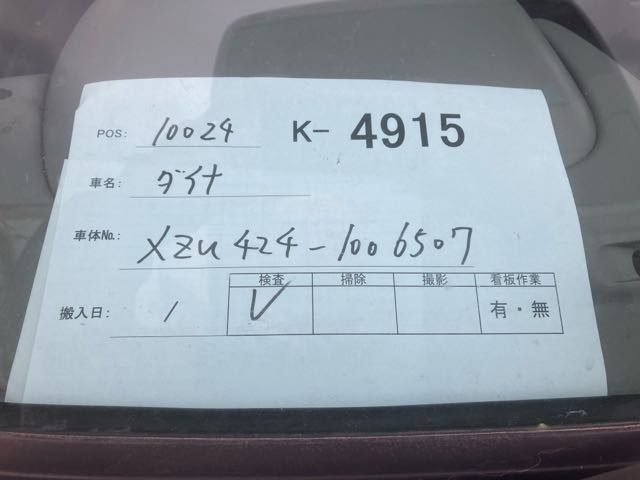 POS: 10024 K- 4915
車名: ダイナ
車体No.: XZU424-1006507
検査 掃除 撮影 看板作業
搬入日: / ✓ 有・無